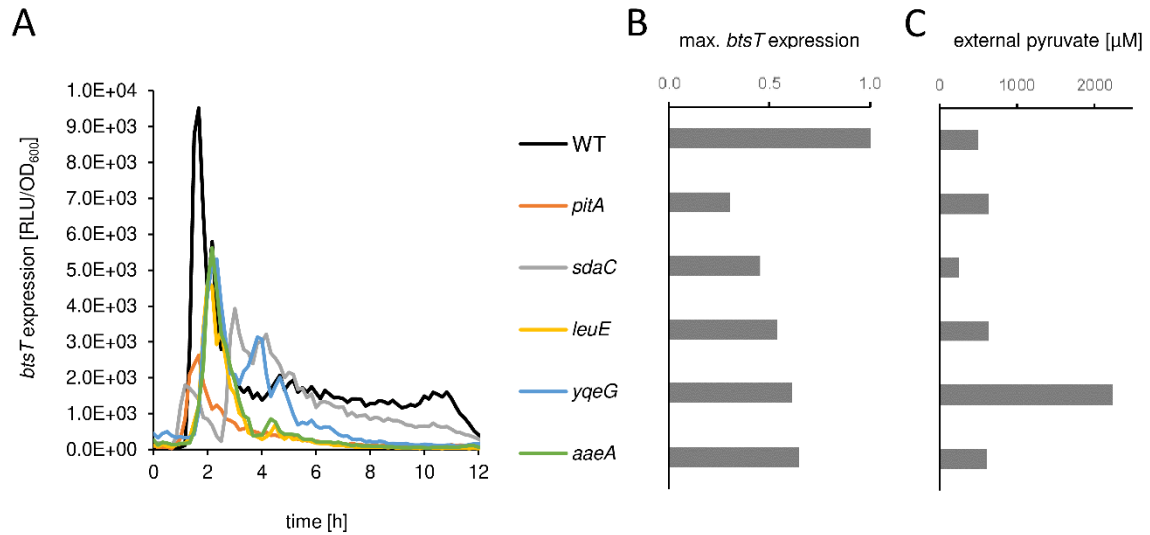 A
B
C
max. btsT expression
external pyruvate [µM]
0.0 0.5 1.0
0 1000 2000
btsT expression [RLU/OD600]
1.0E+04
9.0E+03
8.0E+03
7.0E+03
6.0E+03
5.0E+03
4.0E+03
3.0E+03
2.0E+03
1.0E+03
0.0E+00
0 2 4 6 8 10 12
time [h]
WT
pitA
sdaC
leuE
yqeG
aaeA